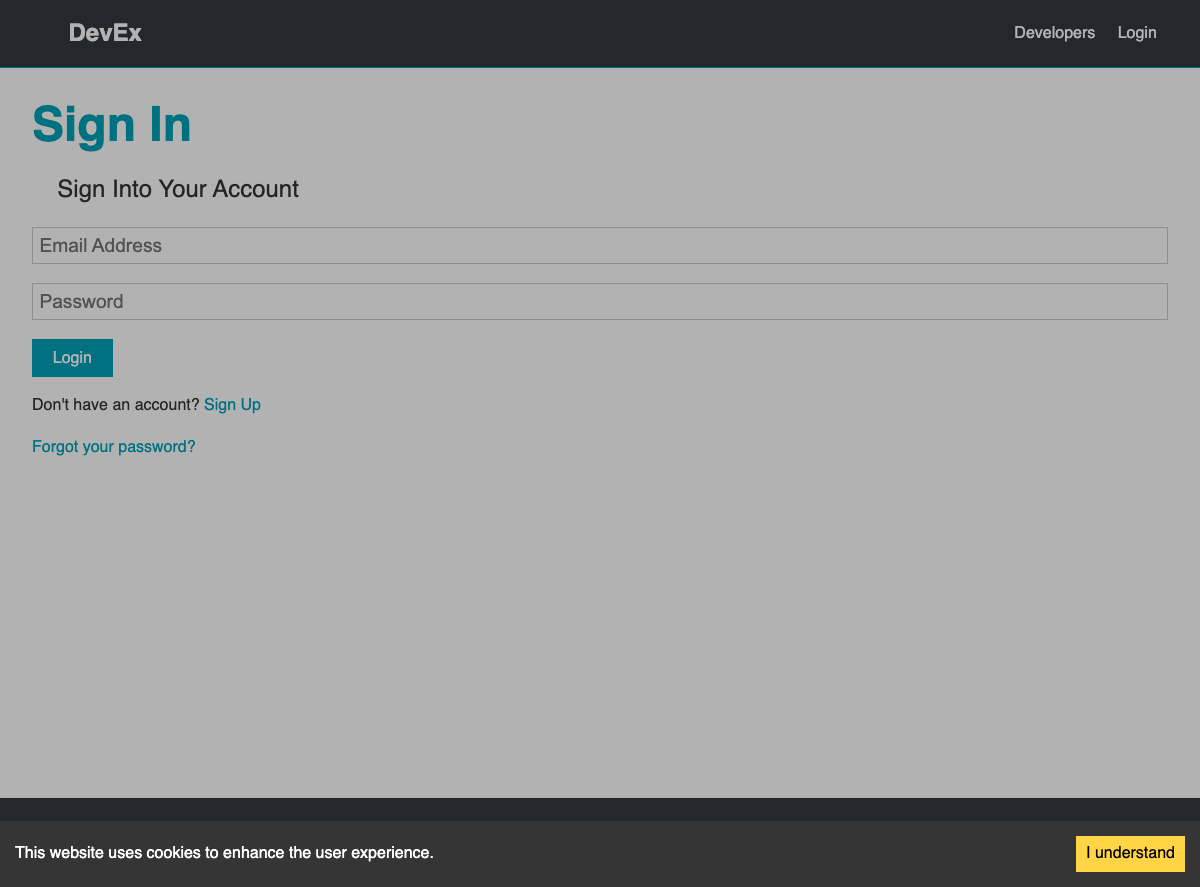 DevEx
Developers
Login
Sign In
Sign Into Your Account
Email Address
Password
Login
Don't have an account? Sign Up
Forgot your password?
This website uses cookies to enhance the user experience.
I understand